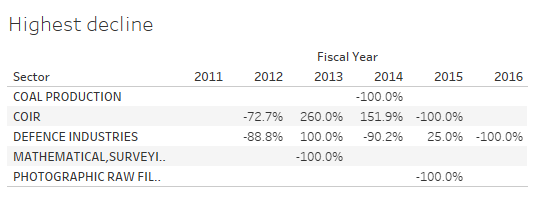 Highest decline
Fiscal Year
Sector 2011 2012 2013 2014 2015 2016
COAL PRODUCTION -100.0%
COIR -72.7% 260.0% 151.9% -100.0%
DEFENCE INDUSTRIES -88.8% 100.0% -90.2% 25.0% -100.0%
MATHEMATICAL,SURVEYI.. -100.0%
PHOTOGRAPHIC RAW FIL.. -100.0%